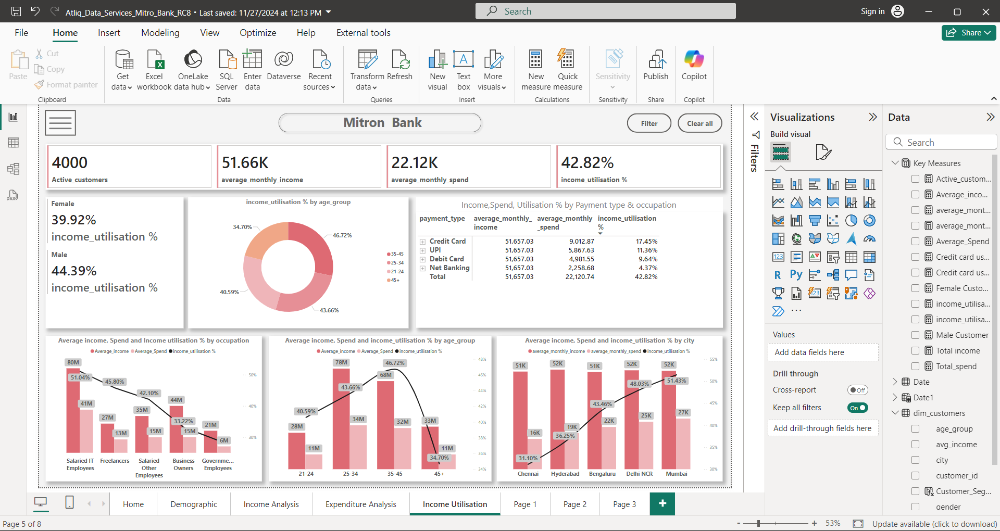 Atliq_Data_Services_Mitro_Bank_RC8 • Last saved: 11/27/2024 at 12:13 PM
Search
Sign in
File
Home
Insert
Modeling
View
Optimize
Help
External tools
Share
Paste
Cut
Copy
Format painter
Clipboard
Get data
Excel workbook
OneLake data hub
SQL Server
Enter data
Dataverse
Recent sources
Data
Transform data
Refresh
Queries
New visual
Text box
More visuals
Insert
New measure
Quick measure
Calculations
Sensitivity
Sensitivity
Publish
Share
Copilot
Copilot
Mitron Bank
Filter
Clear all
4000
Active_customers
51.66K
average_monthly_income
22.12K
average_monthly_spend
42.82%
income_utilisation %
Female
39.92%
income_utilisation %
Male
44.39%
income_utilisation %
income_utilisation % by age_group
34.70%
46.72%
40.59%
43.66%
35-45
25-34
21-24
45+
Income,Spend, Utilisation % by Payment type & occupation
payment_type average_monthly_income average_monthly_spend income_utilisation %
Credit Card 51,657.03 9,012.87 17.45%
UPI 51,657.03 5,867.63 11.36%
Debit Card 51,657.03 4,981.55 9.64%
Net Banking 51,657.03 2,258.68 4.37%
Total 51,657.03 22,120.74 42.82%
Average income, Spend and Income utilisation % by occupation
Average_income Average_Spend income_utilisation %
80M
51.04%
45.80%
42.10%
41M
44M
35M
27M
33.22%
21M
13M
15M
15M
6M
50%
40%
30%
Salaried IT Employees
Freelancers
Salaried Other Employees
Business Owners
Governme... Employees
Average income, Spend and income_utilisation % by age_group
Average_income Average_Spend income_utilisation %
78M
46.72%
68M
43.66%
40.59%
28M
34M
32M
33M
11M
11M
34.70%
48%
46%
44%
42%
40%
38%
36%
34%
21-24
25-34
35-45
45+
Average income, Spend and income_utilisation % by city
average_monthly_income average_monthly_spend income_utilisation %
51K
52K
51K
52K
52K
51.43%
48.03%
43.46%
27K
25K
22K
19K
16K
36.25%
31.10%
55%
50%
45%
40%
35%
30%
Chennai
Hyderabad
Bengaluru
Delhi NCR
Mumbai
Filters
Visualizations
Build visual
Values
Add data fields here
Drill through
Cross-report
Off
Keep all filters
On
Add drill-through fields here
Data
Search
Key Measures
Active_custom...
Average_inco...
average_mont...
average_mont...
Average_Spend
Credit card us...
Credit card us...
Female Custo...
income_utilisa...
income_utilisa...
Male Customer
Total income
Total_spend
Date
Date1
dim_customers
age_group
avg_income
city
customer_id
Customer_Seg...
gender
Home
Demographic
Income Analysis
Expenditure Analysis
Income Utilisation
Page 1
Page 2
Page 3
+
Page 5 of 8
- + 53%
Update available (click to download)